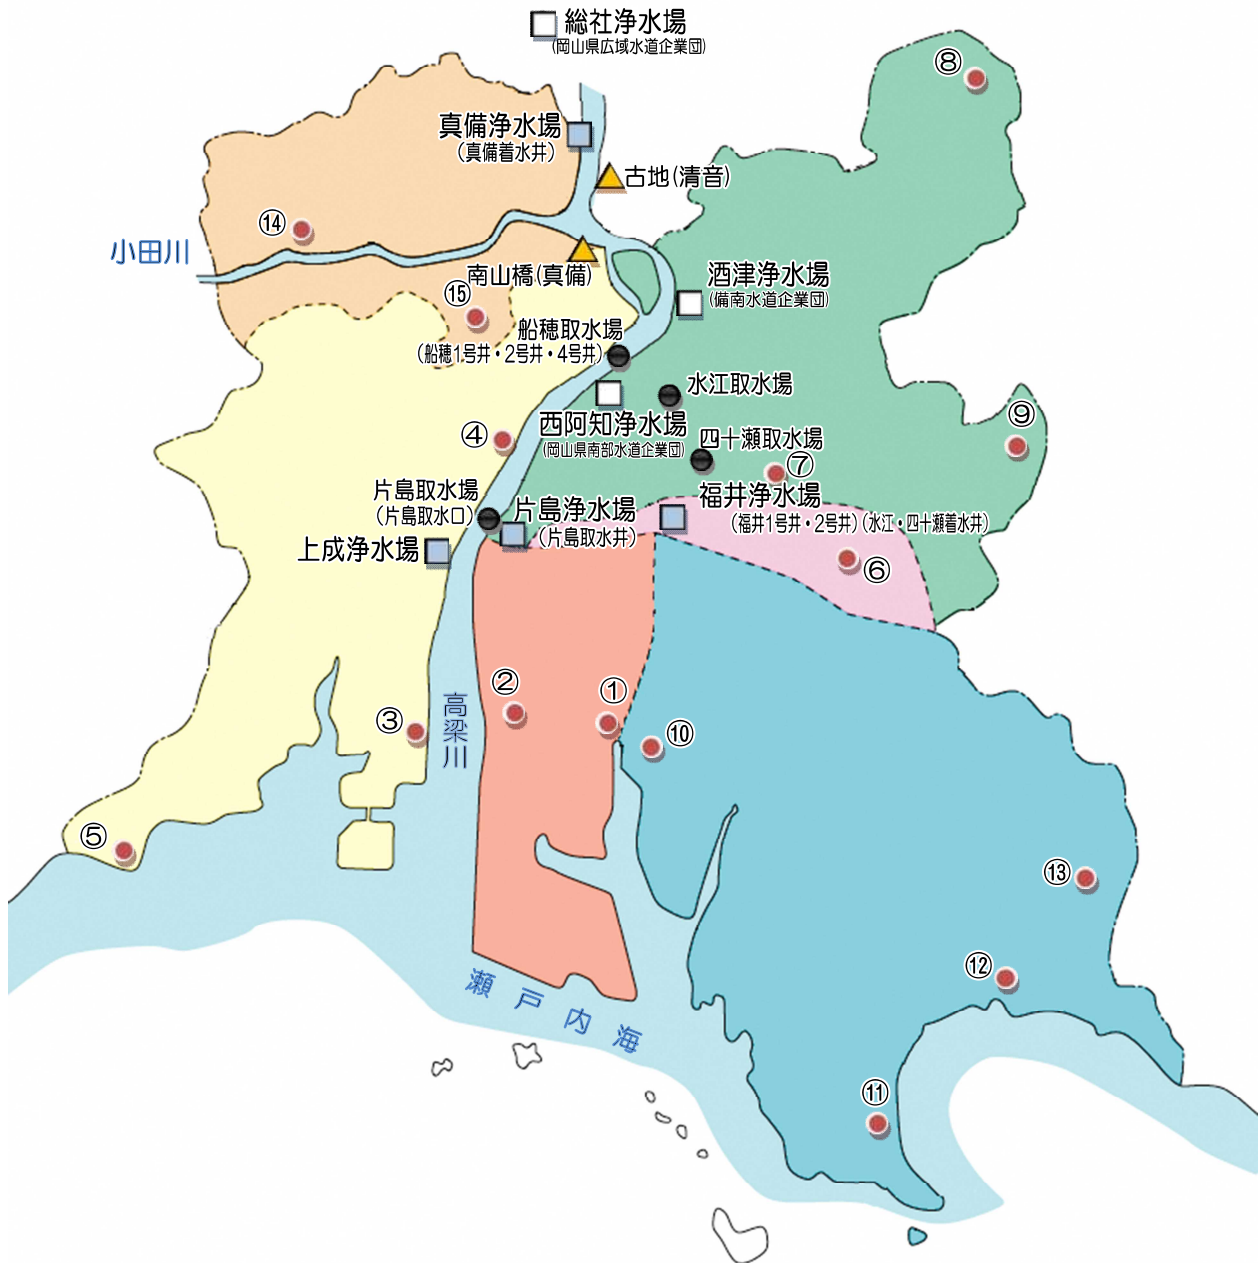 総社浄水場
(岡山県広域水道企業団)
⑧
真備浄水場
(真備着水井)
古地(清音)
⑭
小田川
南山橋(真備)
酒津浄水場
(備南水道企業団)
⑮
船穂取水場
(船穂1号井・2号井・4号井)
水江取水場
⑨
西阿知浄水場
(岡山県南部水道企業団)
④
四十瀬取水場
⑦
片島取水場
(片島取水口)
片島浄水場
(片島取水井)
福井浄水場
(福井1号井・2号井)(水江・四十瀬着水井)
上成浄水場
⑥
②
①
③
高梁川
⑩
⑤
⑬
⑫
瀬戸内海
⑪